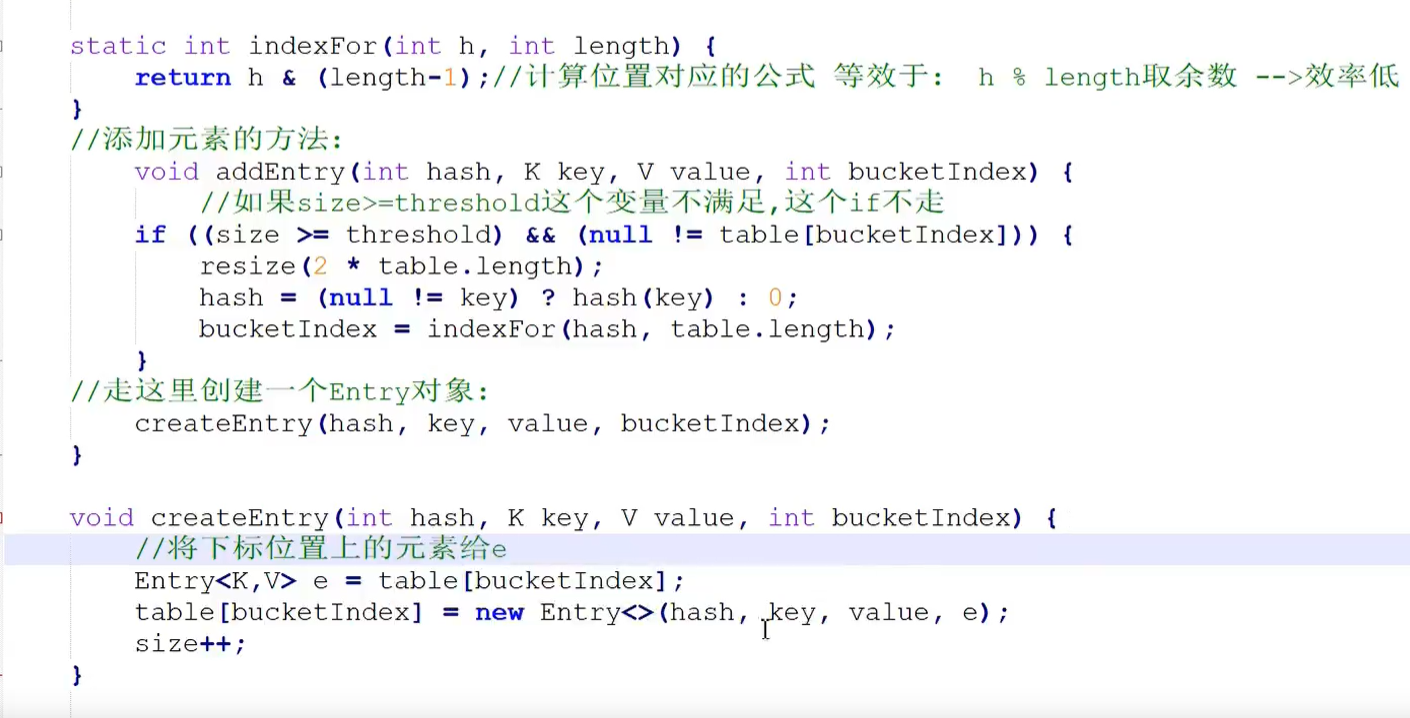 static int indexFor(int h, int length) {
return h & (length-1);//计算位置对应的公式 等效于： h % length取余数 -->效率低
}
//添加元素的方法：
void addEntry(int hash, K key, V value, int bucketIndex) {
//如果size>=threshold这个变量不满足,这个if不走
if ((size >= threshold) && (null != table[bucketIndex])) {
resize(2 * table.length);
hash = (null != key) ? hash(key) : 0;
bucketIndex = indexFor(hash, table.length);
}
//走这里创建一个Entry对象：
createEntry(hash, key, value, bucketIndex);
}
void createEntry(int hash, K key, V value, int bucketIndex) {
//将下标位置上的元素给e
Entry<K,V> e = table[bucketIndex];
table[bucketIndex] = new Entry<>(hash, key, value, e);
size++;
}